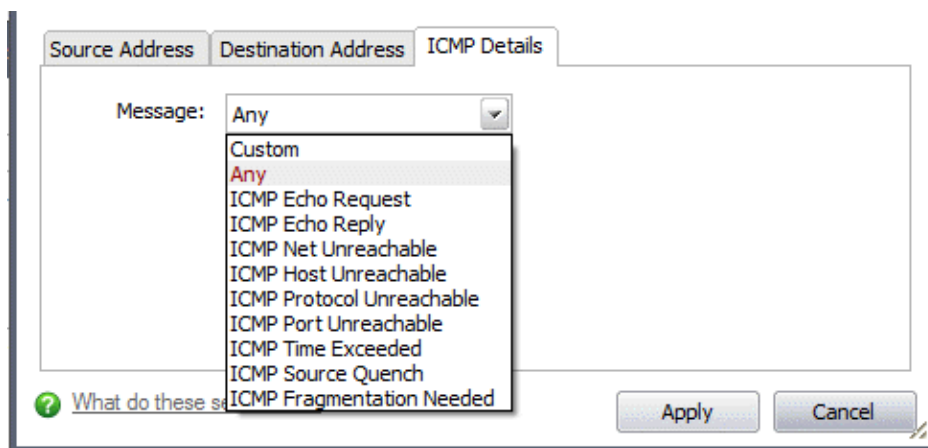 Source Address Destination Address ICMP Details
Message: Any
Custom
Any
ICMP Echo Request
ICMP Echo Reply
ICMP Net Unreachable
ICMP Host Unreachable
ICMP Protocol Unreachable
ICMP Port Unreachable
ICMP Time Exceeded
ICMP Source Quench
ICMP Fragmentation Needed
What do these
Apply Cancel